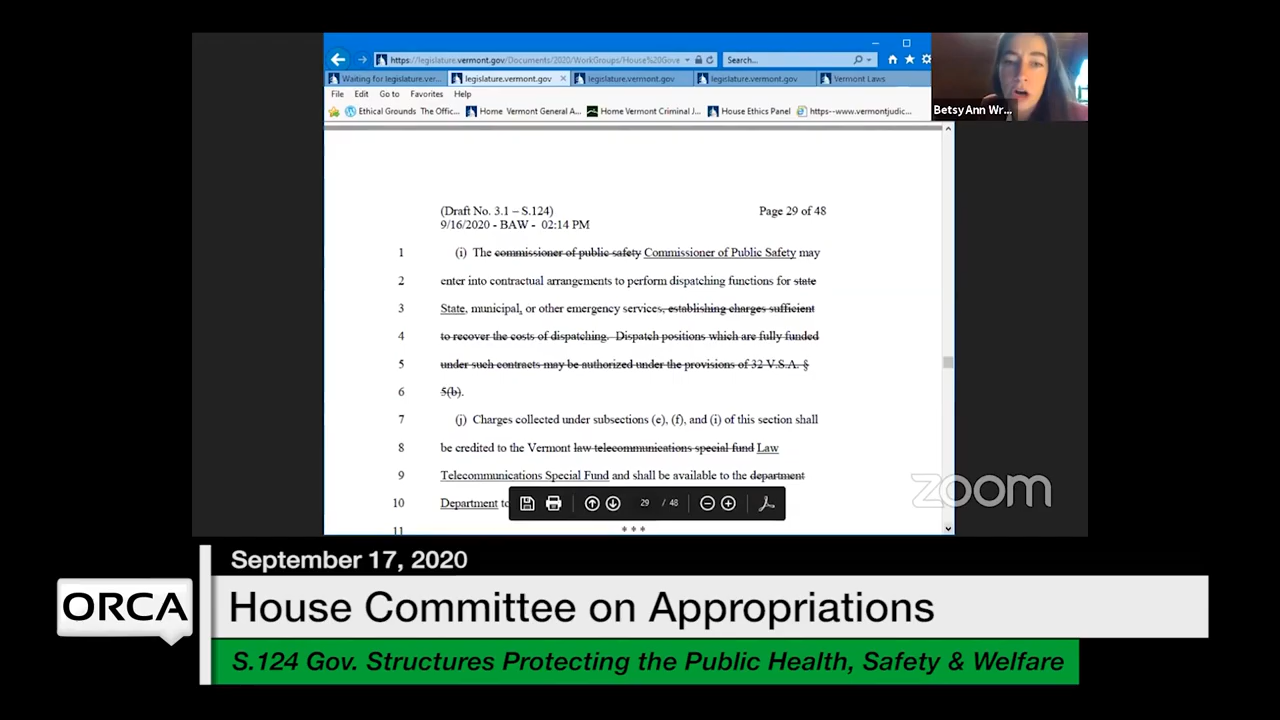 https://legislature.vermont.gov/Documents/2020/WorkGroups/House%20Gove
Search...
Waiting for legislature.ver...
legislature.vermont.gov
legislature.vermont.gov
legislature.vermont.gov
Vermont Laws
File Edit Go to Favorites Help
Ethical Grounds The Offic...
Home Vermont General A...
Home Vermont Criminal J...
House Ethics Panel
https--www.vermontjudic...
Betsy Ann Wr...
(Draft No. 3.1 – S.124) Page 29 of 48
9/16/2020 - BAW - 02:14 PM
1 (i) The commissioner of public safety Commissioner of Public Safety may
2 enter into contractual arrangements to perform dispatching functions for state
3 State, municipal, or other emergency services, establishing charges sufficient
4 to recover the costs of dispatching. Dispatch positions which are fully funded
5 under such contracts may be authorized under the provisions of 32 V.S.A. §
6 5(b).
7 (j) Charges collected under subsections (e), (f), and (i) of this section shall
8 be credited to the Vermont law telecommunications special fund Law
9 Telecommunications Special Fund and shall be available to the department
10 Department to
11 * * *
29 / 48
zoom
September 17, 2020
ORCA
House Committee on Appropriations
S.124 Gov. Structures Protecting the Public Health, Safety & Welfare